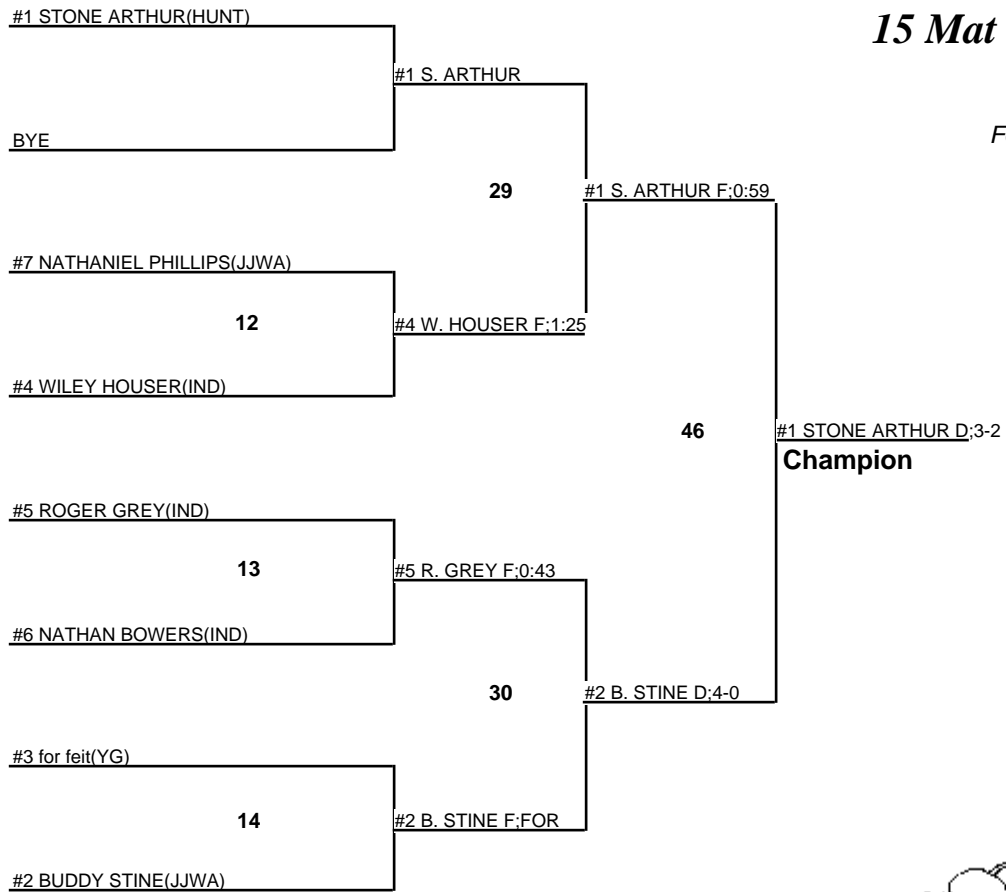 #1 STONE ARTHUR(HUNT)
15 Mat
#1 S. ARTHUR
BYE
F
29
#1 S. ARTHUR F;0:59
#7 NATHANIEL PHILLIPS(JJWA)
12
#4 W. HOUSER F;1:25
#4 WILEY HOUSER(IND)
46
#1 STONE ARTHUR D;3-2
Champion
#5 ROGER GREY(IND)
13
#5 R. GREY F;0:43
#6 NATHAN BOWERS(IND)
30
#2 B. STINE D;4-0
#3 for feit(YG)
14
#2 B. STINE F;FOR
#2 BUDDY STINE(JJWA)